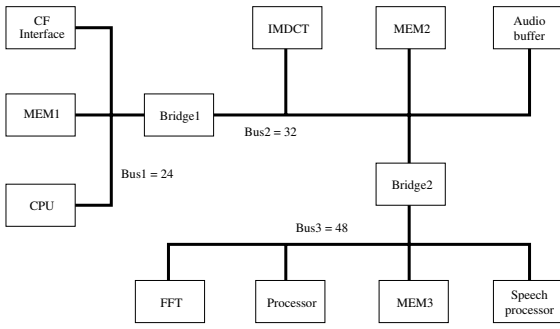 CF
Interface
IMDCT
MEM2
Audio
buffer
MEM1
Bridge1
Bus2 = 32
Bus1 = 24
Bridge2
CPU
Bus3 = 48
FFT
Processor
MEM3
Speech
processor